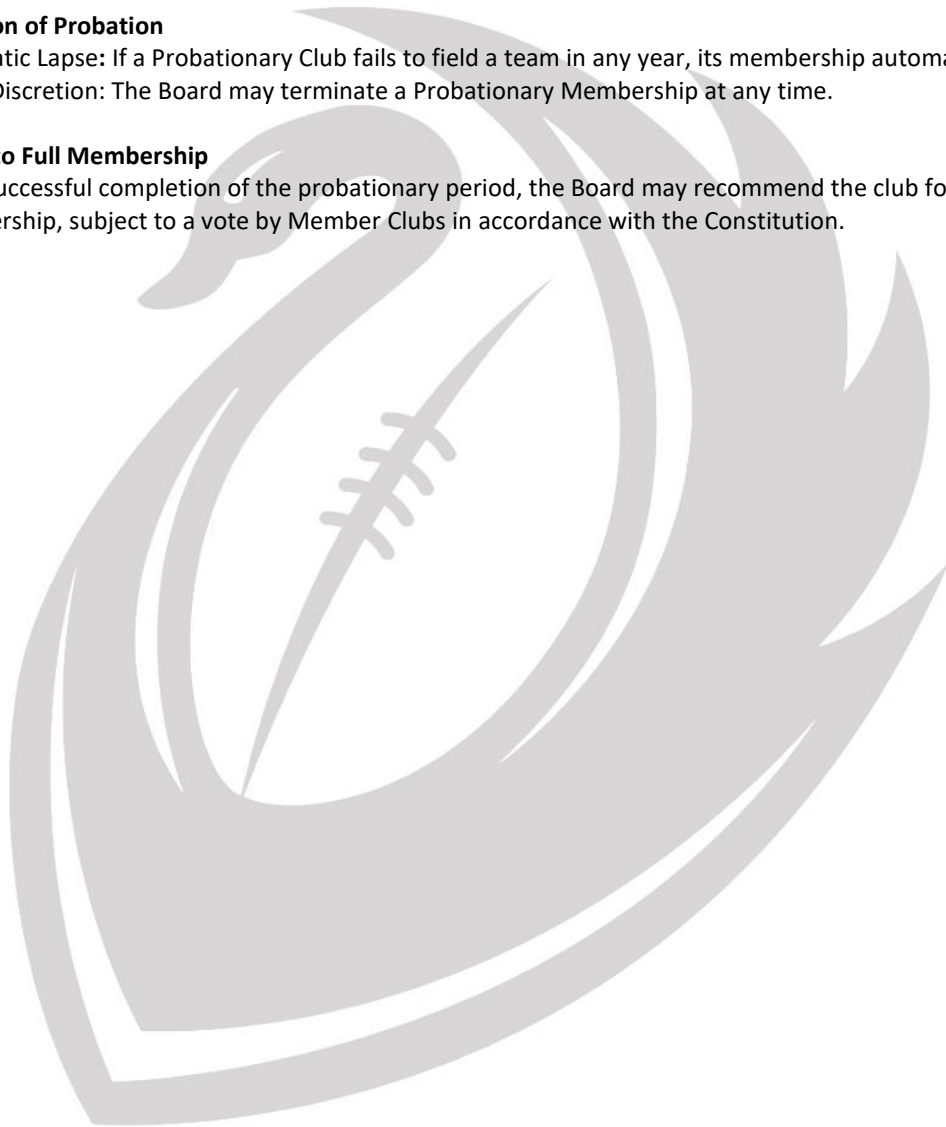 on of Probation
atic Lapse: If a Probationary Club fails to field a team in any year, its membership automa
Discretion: The Board may terminate a Probationary Membership at any time.
to Full Membership
uccessful completion of the probationary period, the Board may recommend the club fo
ership, subject to a vote by Member Clubs in accordance with the Constitution.